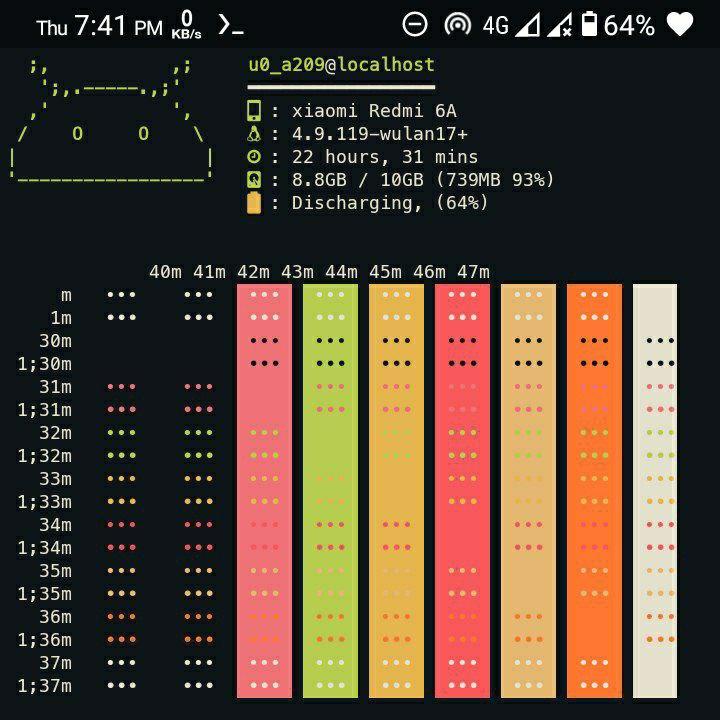 Thu 7:41 PM 0 KB/s 4G 64%
u0_a209@localhost
: xiaomi Redmi 6A
: 4.9.119-wulan17+
: 22 hours, 31 mins
: 8.8GB / 10GB (739MB 93%)
: Discharging, (64%)
40m 41m 42m 43m 44m 45m 46m 47m
m ••• ••• ••• ••• ••• ••• ••• ••• •••
1m ••• ••• ••• ••• ••• ••• ••• ••• •••
30m ••• ••• ••• ••• ••• ••• •••
1;30m ••• ••• ••• ••• ••• ••• •••
31m ••• ••• ••• ••• ••• ••• ••• •••
1;31m ••• ••• ••• ••• ••• ••• ••• •••
32m ••• ••• ••• ••• ••• ••• ••• •••
1;32m ••• ••• ••• ••• ••• ••• ••• •••
33m ••• ••• ••• ••• ••• ••• ••• •••
1;33m ••• ••• ••• ••• ••• ••• ••• •••
34m ••• ••• ••• ••• ••• ••• ••• •••
1;34m ••• ••• ••• ••• ••• ••• ••• •••
35m ••• ••• ••• ••• ••• ••• ••• •••
1;35m ••• ••• ••• ••• ••• ••• ••• •••
36m ••• ••• ••• ••• ••• ••• ••• •••
1;36m ••• ••• ••• ••• ••• ••• ••• •••
37m ••• ••• ••• ••• ••• ••• ••• •••
1;37m ••• ••• ••• ••• ••• ••• ••• •••